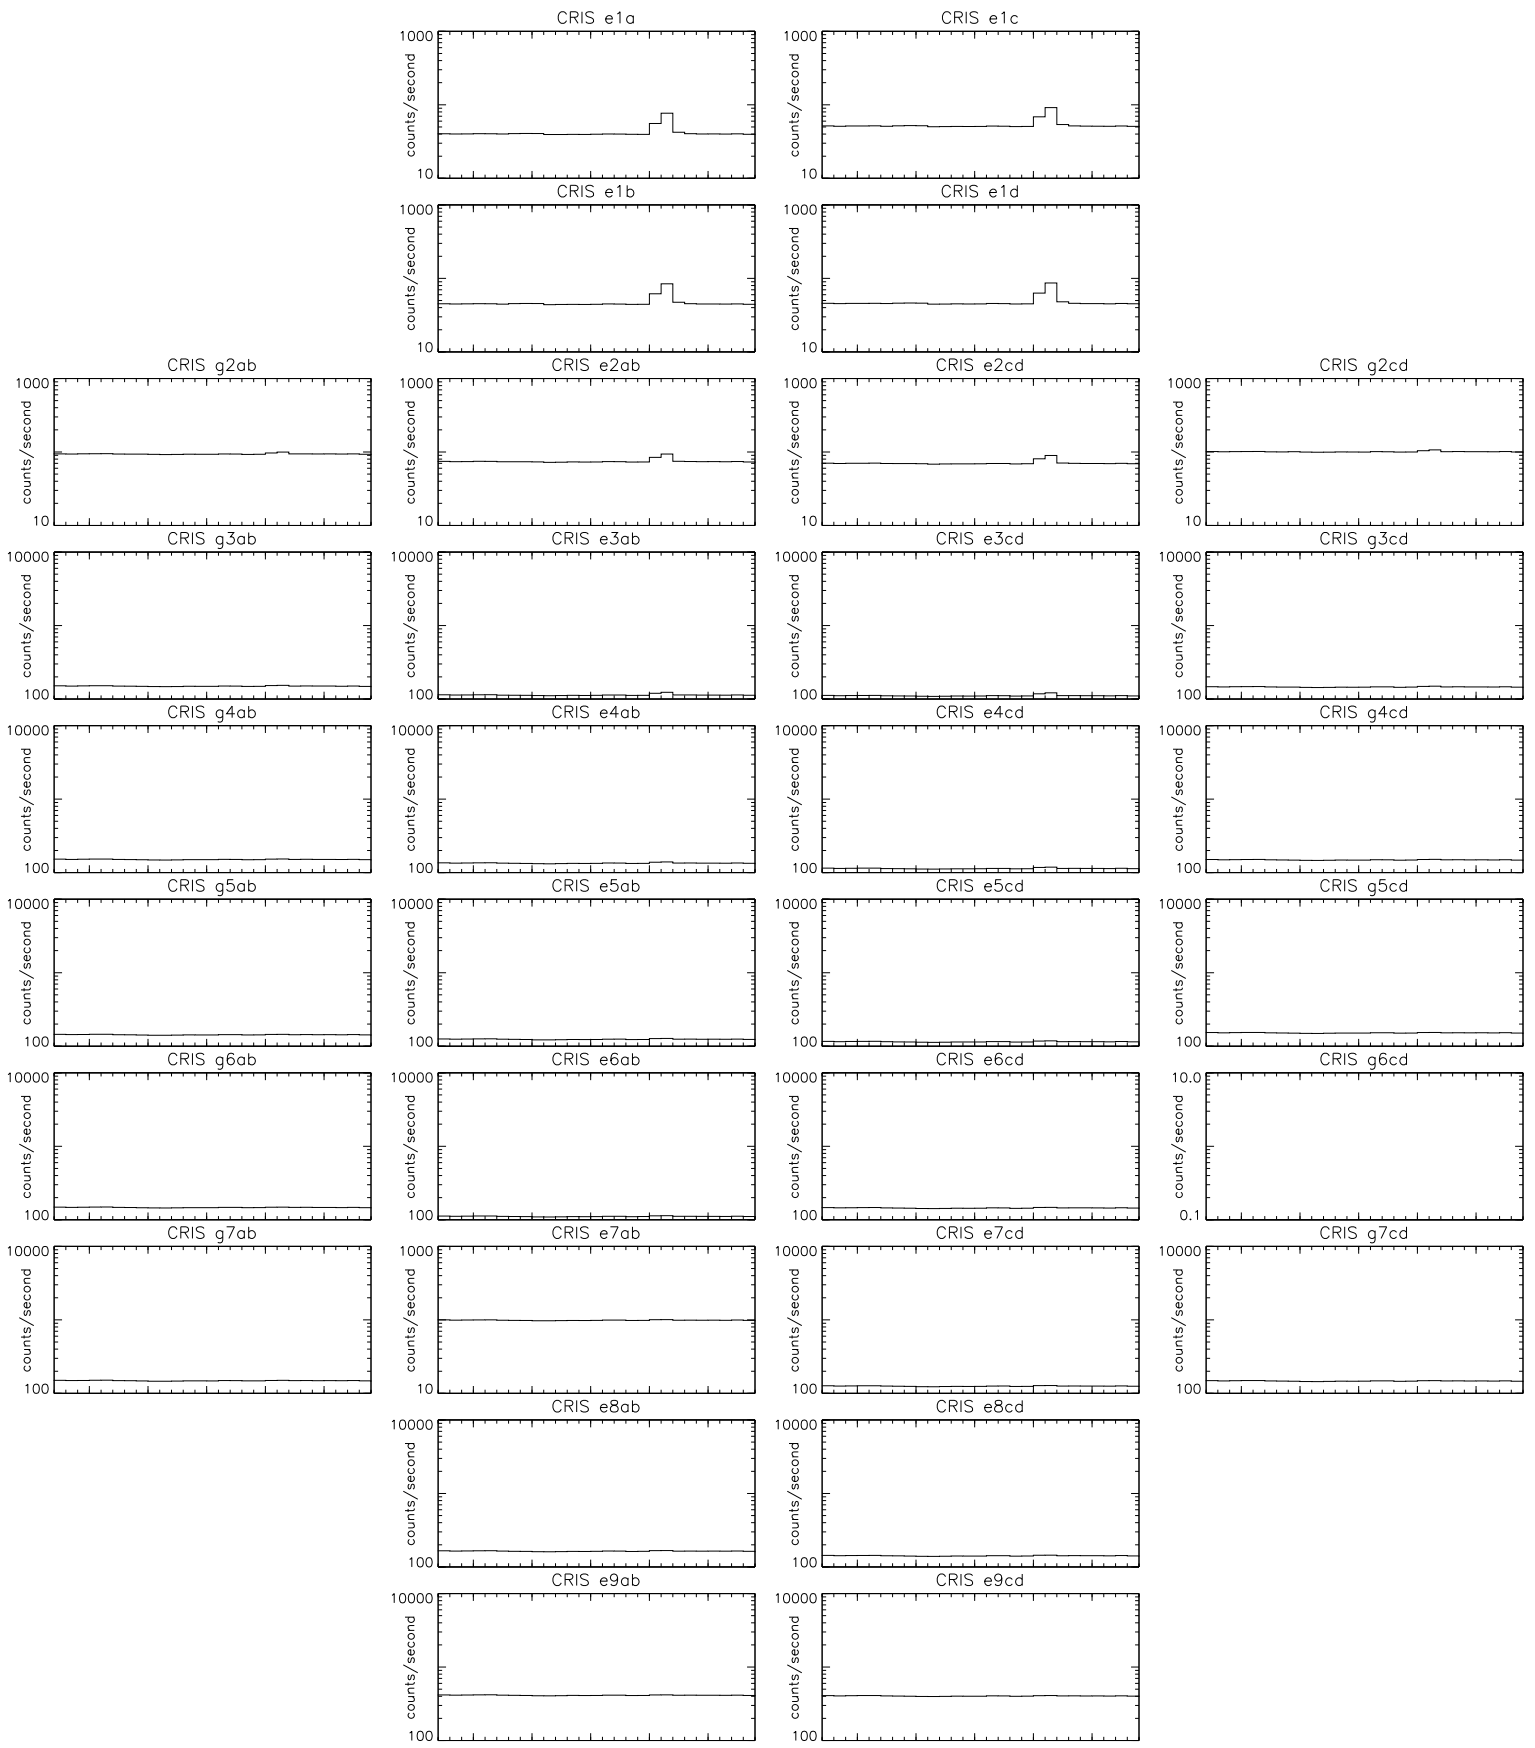 CRIS e1a
1000
counts/second
10
CRIS e1c
1000
counts/second
10
CRIS e1b
1000
counts/second
10
CRIS e1d
1000
counts/second
10
CRIS g2ab
1000
counts/second
10
CRIS e2ab
1000
counts/second
10
CRIS e2cd
1000
counts/second
10
CRIS g2cd
1000
counts/second
10
CRIS g3ab
10000
counts/second
100
CRIS e3ab
10000
counts/second
100
CRIS e3cd
10000
counts/second
100
CRIS g3cd
10000
counts/second
100
CRIS g4ab
10000
counts/second
100
CRIS e4ab
10000
counts/second
100
CRIS e4cd
10000
counts/second
100
CRIS g4cd
10000
counts/second
100
CRIS g5ab
10000
counts/second
100
CRIS e5ab
10000
counts/second
100
CRIS e5cd
10000
counts/second
100
CRIS g5cd
10000
counts/second
100
CRIS g6ab
10000
counts/second
100
CRIS e6ab
10000
counts/second
100
CRIS e6cd
10000
counts/second
100
CRIS g6cd
10.0
counts/second
0.1
CRIS g7ab
10000
counts/second
100
CRIS e7ab
1000
counts/second
10
CRIS e7cd
10000
counts/second
100
CRIS g7cd
10000
counts/second
100
CRIS e8ab
10000
counts/second
100
CRIS e8cd
10000
counts/second
100
CRIS e9ab
10000
counts/second
100
CRIS e9cd
10000
counts/second
100